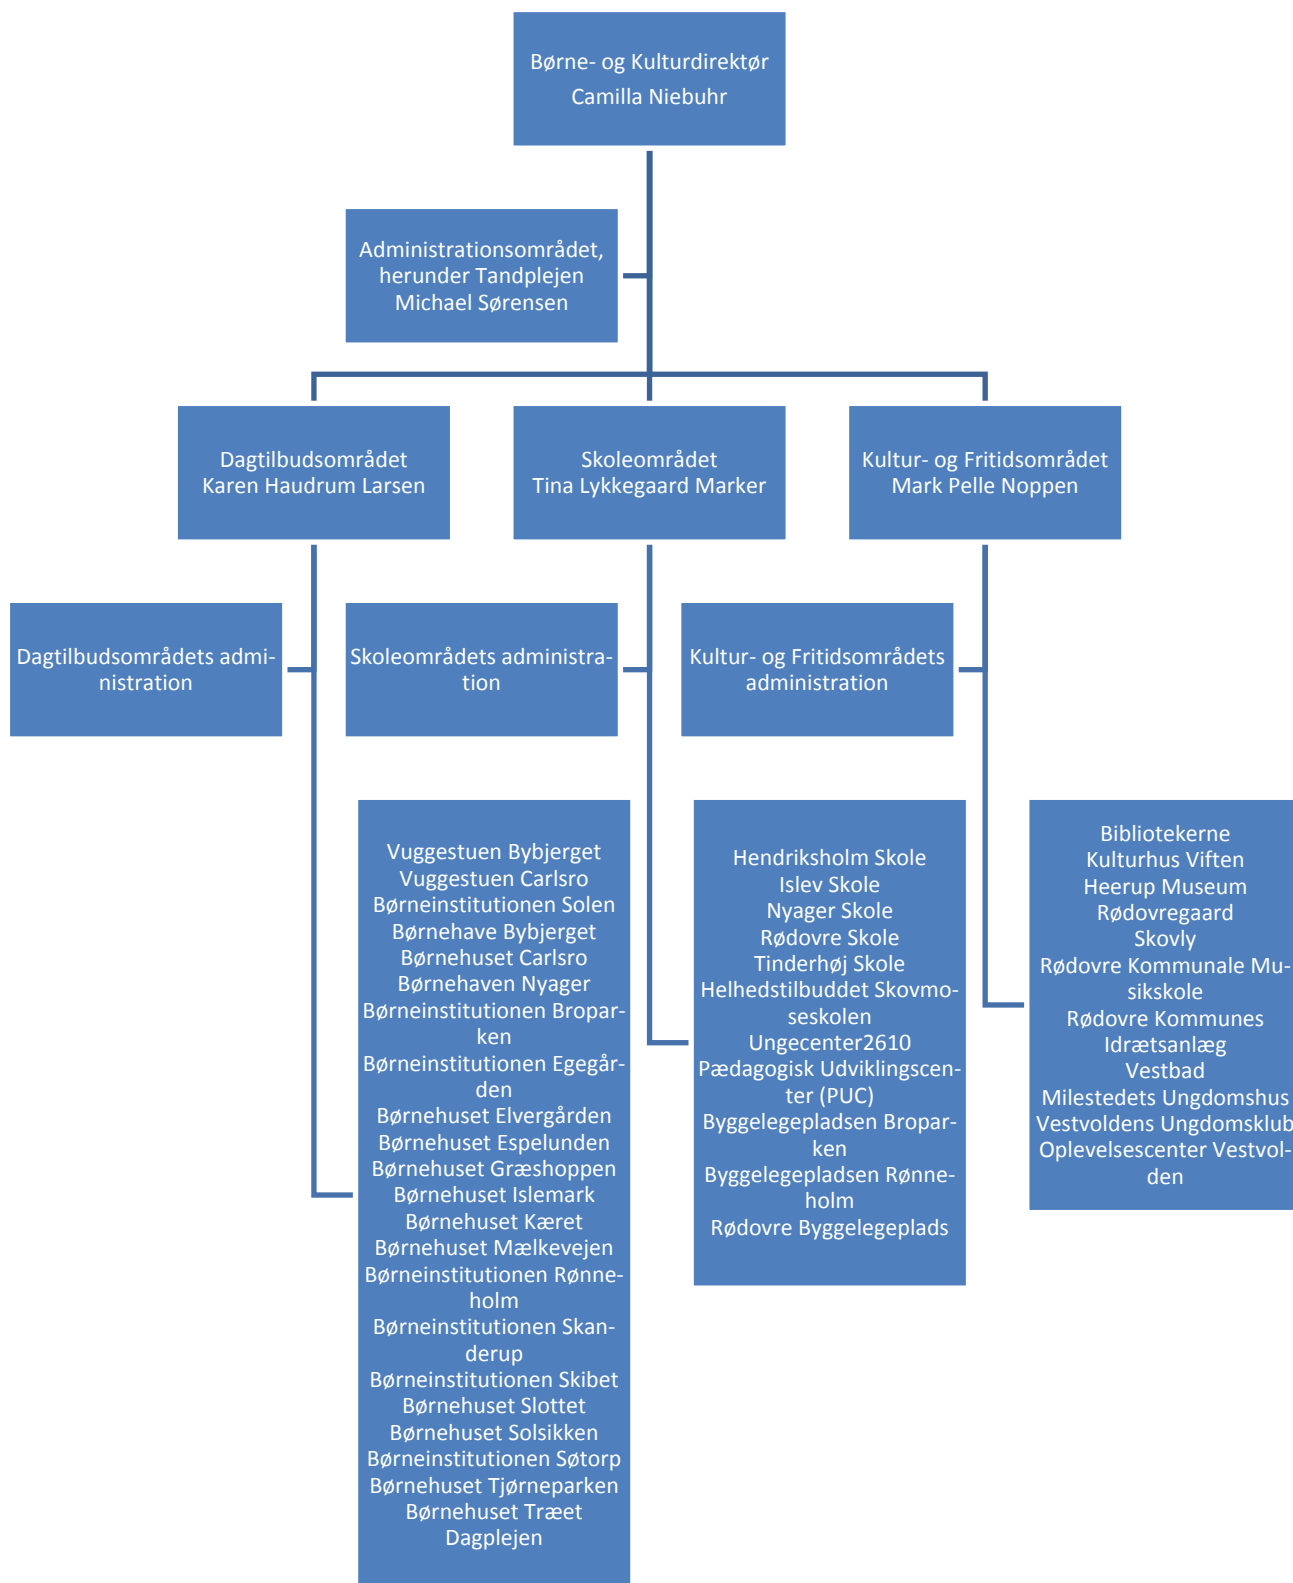 Børne- og Kulturdirektør
Camilla Niebuhr
Administrationsområdet,
herunder Tandplejen
Michael Sørensen
Dagtilbudsområdet
Karen Haudrum Larsen
Skoleområdet
Tina Lykkegaard Marker
Kultur- og Fritidsområdet
Mark Pelle Noppen
Dagtilbudsområdets admi-
nistration
Skoleområdets administra-
tion
Kultur- og Fritidsområdets
administration
Vuggestuen Bybjerget
Vuggestuen Carlsro
Børneinstitutionen Solen
Børnehave Bybjerget
Børnehuset Carlsro
Børnehaven Nyager
Børneinstitutionen Bropar-
ken
Børneinstitutionen Egegår-
den
Børnehuset Elvergården
Børnehuset Espelunden
Børnehuset Græshoppen
Børnehuset Islemark
Børnehuset Kæret
Børnehuset Mælkevejen
Børneinstitutionen Rønne-
holm
Børneinstitutionen Skan-
derup
Børneinstitutionen Skibet
Børnehuset Slottet
Børnehuset Solsikken
Børneinstitutionen Søtorp
Børnehuset Tjørneparken
Børnehuset Træet
Dagplejen
Hendriksholm Skole
Islev Skole
Nyager Skole
Rødovre Skole
Tinderhøj Skole
Helhedstilbuddet Skovmo-
seskolen
Ungecenter2610
Pædagogisk Udviklingscen-
ter (PUC)
Byggelegepladsen Bropar-
ken
Byggelegepladsen Rønne-
holm
Rødovre Byggelegeplads
Bibliotekerne
Kulturhus Viften
Heerup Museum
Rødovregaard
Skovly
Rødovre Kommunale Mu-
sikskole
Rødovre Kommunes
Idrætsanlæg
Vestbad
Milestedets Ungdomshus
Vestvoldens Ungdomsklub
Oplevelsescenter Vestvol-
den